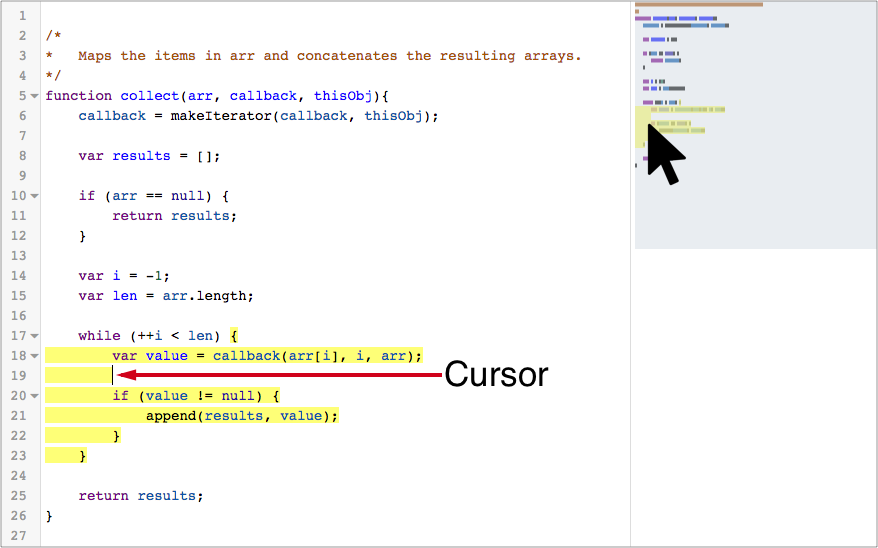 1
2 /*
3 *   Maps the items in arr and concatenates the resulting arrays.
4 */
5 function collect(arr, callback, thisObj){
6     callback = makeIterator(callback, thisObj);
7
8     var results = [];
9
10     if (arr == null) {
11         return results;
12     }
13
14     var i = -1;
15     var len = arr.length;
16
17     while (++i < len) {
18         var value = callback(arr[i], i, arr);
19         Cursor
20         if (value != null) {
21             append(results, value);
22         }
23     }
24
25     return results;
26 }
27